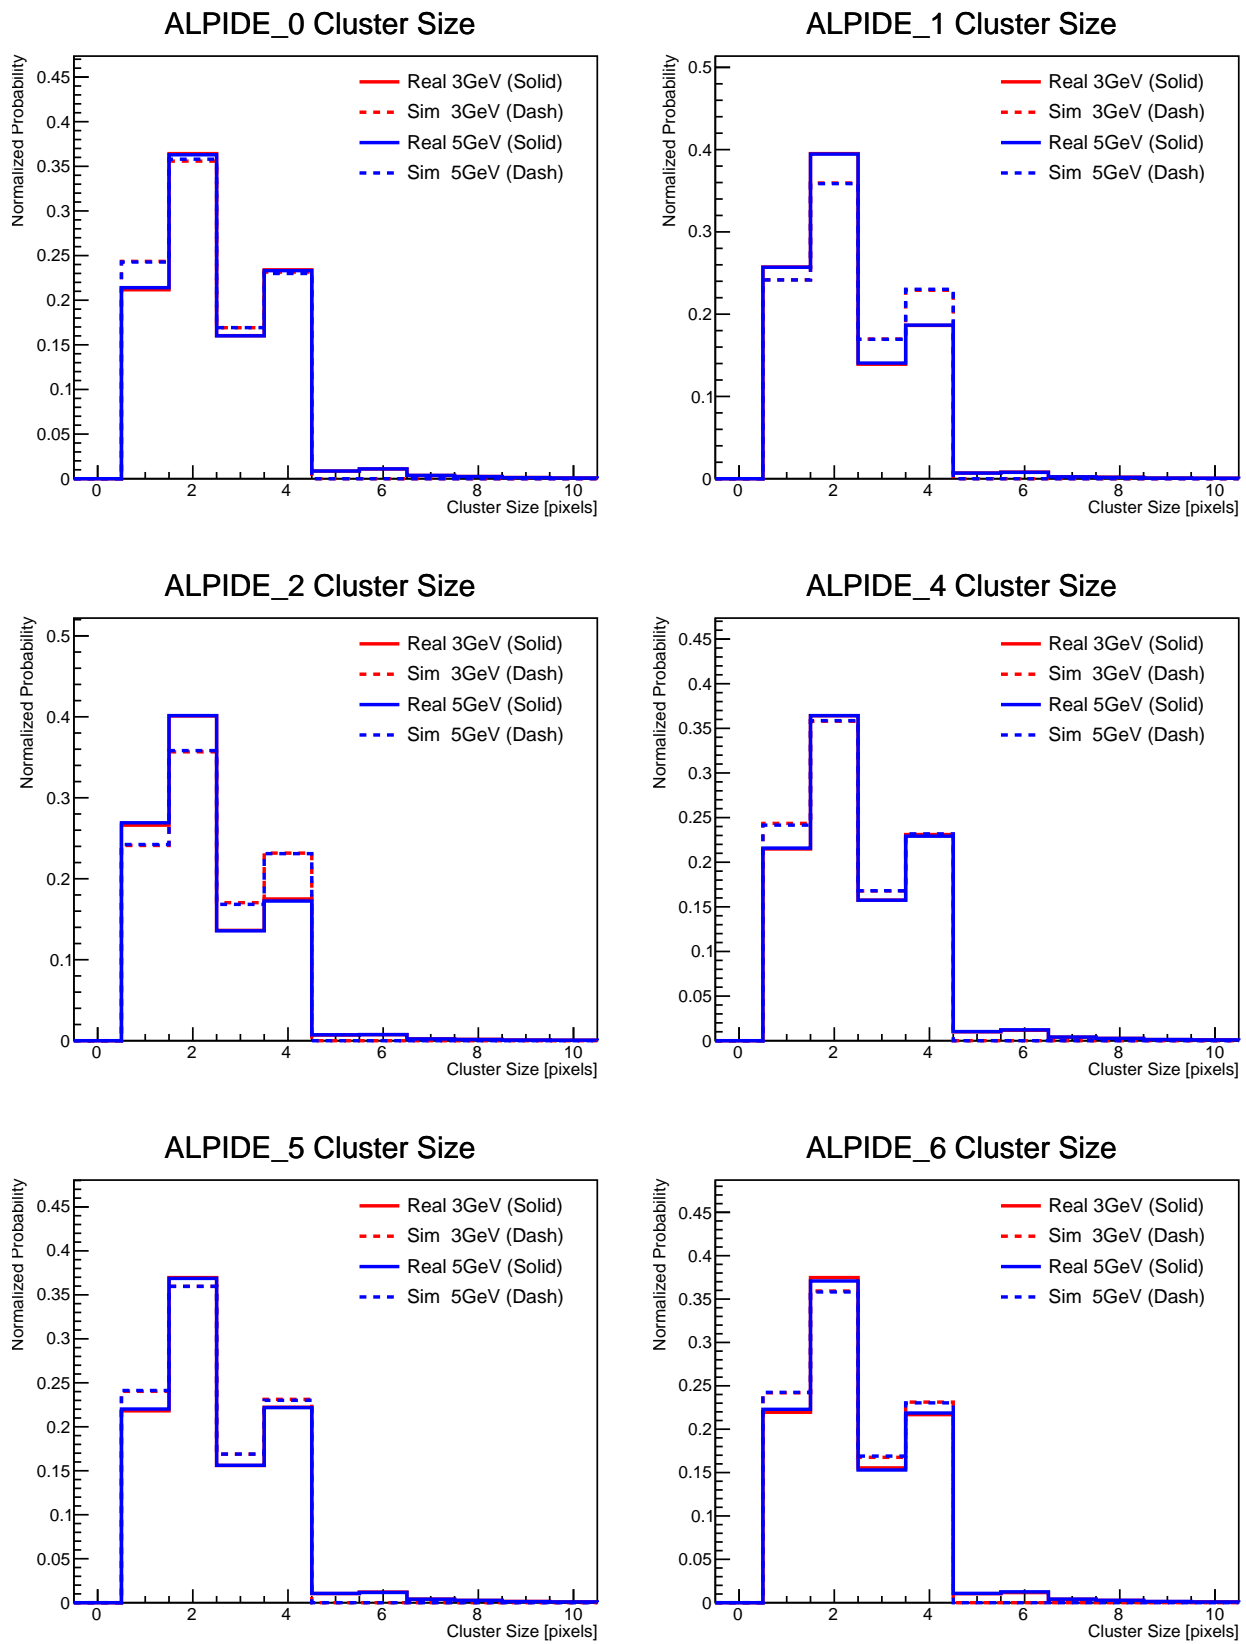 ALPIDE_0 Cluster Size
Normalized Probability
0.45
0.4
0.35
0.3
0.25
0.2
0.15
0.1
0.05
0
Real 3GeV (Solid)
Sim 3GeV (Dash)
Real 5GeV (Solid)
Sim 5GeV (Dash)
0 2 4 6 8 10
Cluster Size [pixels]
ALPIDE_1 Cluster Size
Normalized Probability
0.5
0.4
0.3
0.2
0.1
0
Real 3GeV (Solid)
Sim 3GeV (Dash)
Real 5GeV (Solid)
Sim 5GeV (Dash)
0 2 4 6 8 10
Cluster Size [pixels]
ALPIDE_2 Cluster Size
Normalized Probability
0.5
0.4
0.3
0.2
0.1
0
Real 3GeV (Solid)
Sim 3GeV (Dash)
Real 5GeV (Solid)
Sim 5GeV (Dash)
0 2 4 6 8 10
Cluster Size [pixels]
ALPIDE_4 Cluster Size
Normalized Probability
0.45
0.4
0.35
0.3
0.25
0.2
0.15
0.1
0.05
0
Real 3GeV (Solid)
Sim 3GeV (Dash)
Real 5GeV (Solid)
Sim 5GeV (Dash)
0 2 4 6 8 10
Cluster Size [pixels]
ALPIDE_5 Cluster Size
Normalized Probability
0.45
0.4
0.35
0.3
0.25
0.2
0.15
0.1
0.05
0
Real 3GeV (Solid)
Sim 3GeV (Dash)
Real 5GeV (Solid)
Sim 5GeV (Dash)
0 2 4 6 8 10
Cluster Size [pixels]
ALPIDE_6 Cluster Size
Normalized Probability
0.45
0.4
0.35
0.3
0.25
0.2
0.15
0.1
0.05
0
Real 3GeV (Solid)
Sim 3GeV (Dash)
Real 5GeV (Solid)
Sim 5GeV (Dash)
0 2 4 6 8 10
Cluster Size [pixels]